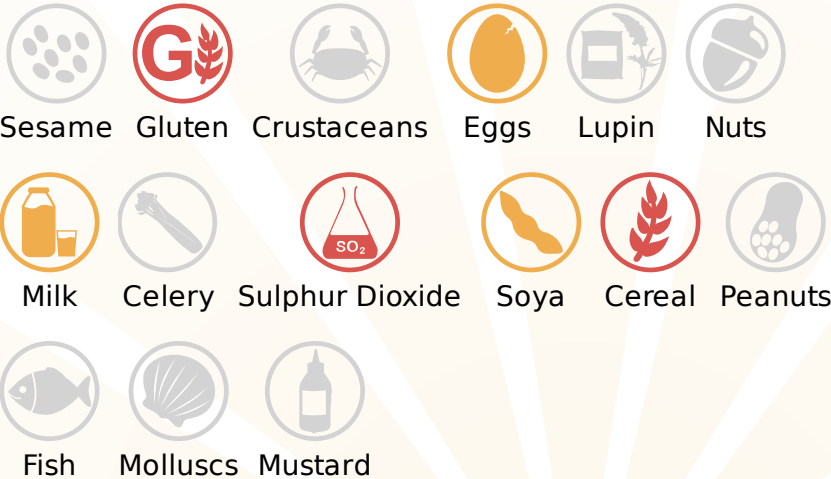 G
Sesame Gluten Crustaceans Eggs Lupin Nuts
SO₂
Milk Celery Sulphur Dioxide Soya Cereal Peanuts
Fish Molluscs Mustard